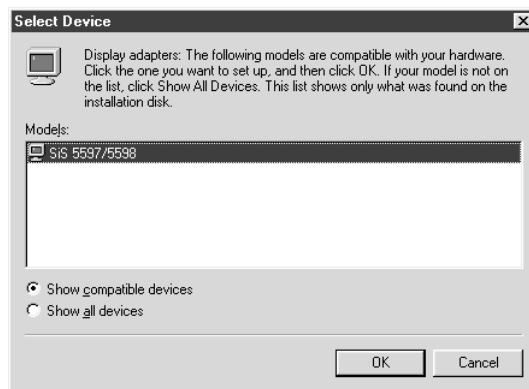 Select Device
Display adapters: The following models are compatible with your hardware.
Click the one you want to set up, and then click OK. If your model is not on
the list, click Show All Devices. This list shows only what was found on the
installation disk.
Models:
SiS 5597/5598
Show compatible devices
Show all devices
OK
Cancel